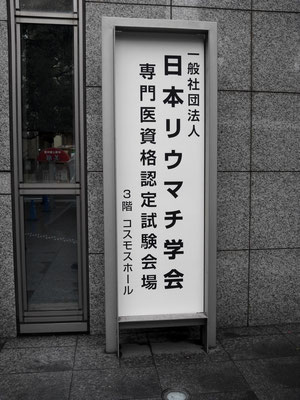 一般社団法人
日本リウマチ学会
専門医資格認定試験会場
3階 コスモスホール